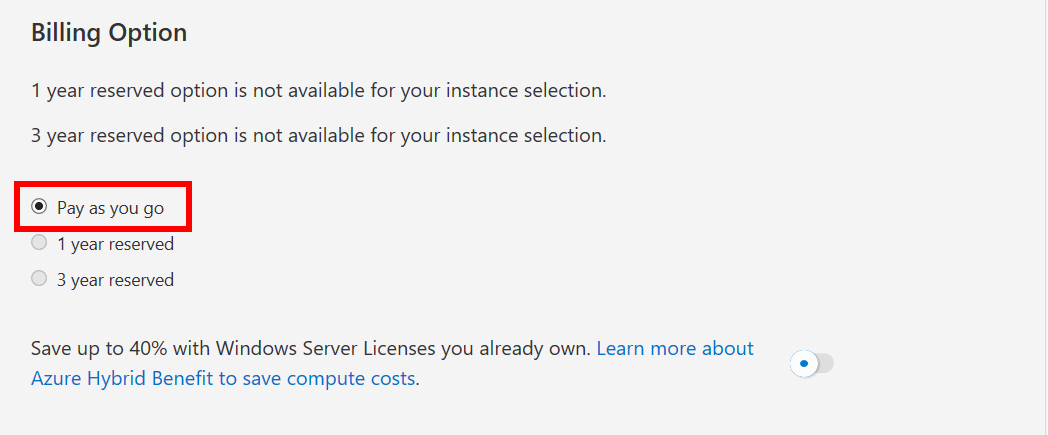 Billing Option
1 year reserved option is not available for your instance selection.
3 year reserved option is not available for your instance selection.
Pay as you go
1 year reserved
3 year reserved
Save up to 40% with Windows Server Licenses you already own. Learn more about
Azure Hybrid Benefit to save compute costs.